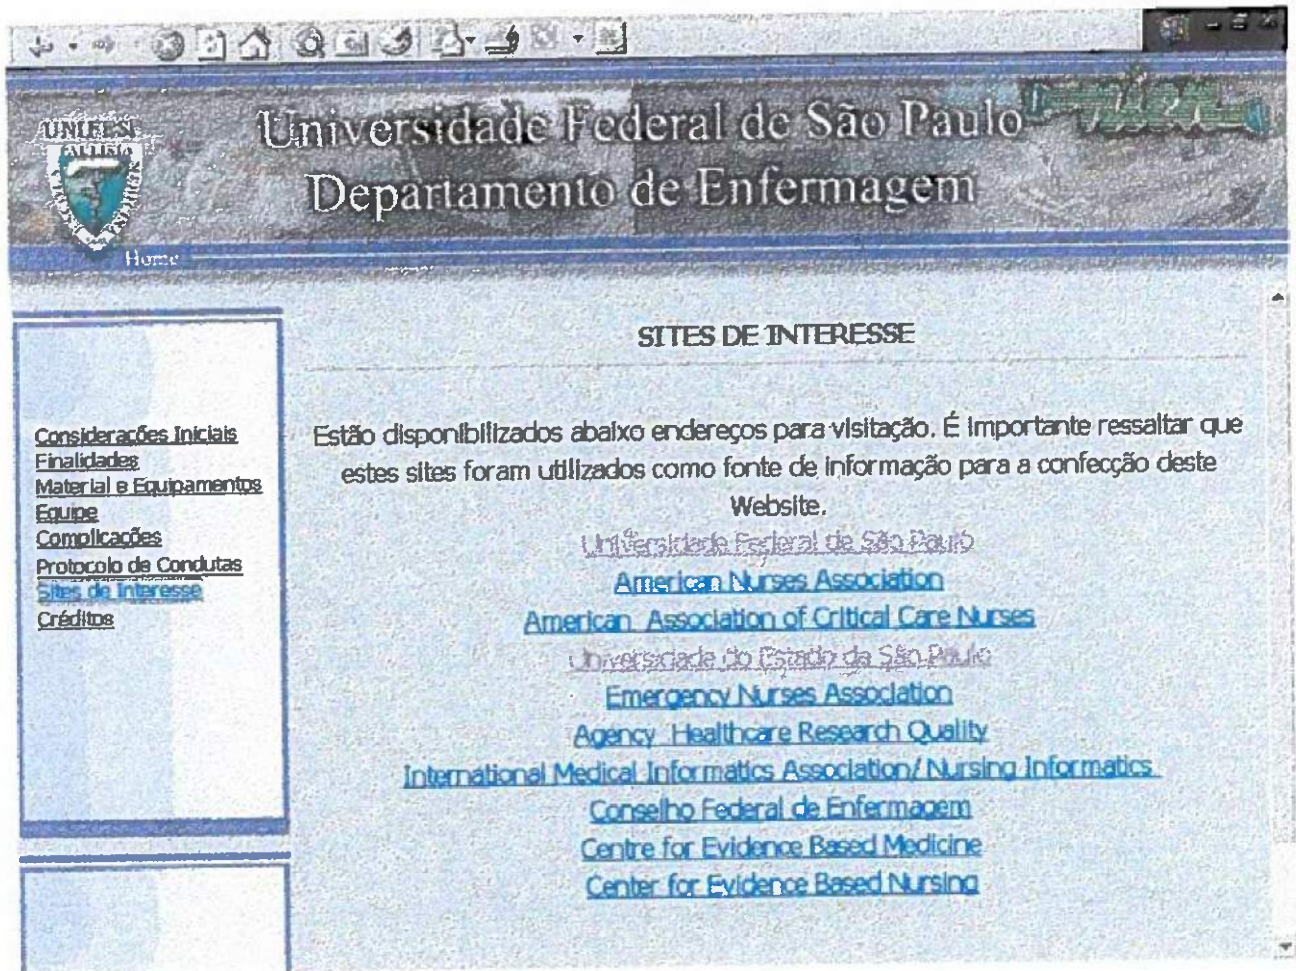 UNIFESP
PAULISTA
Universidade Federal de São Paulo
Departamento de Enfermagem
Home
SITES DE INTERESSE
Considerações Iniciais
Finalidades
Material e Equipamentos
Equipe
Complicações
Protocolo de Condutas
Sites de Interesse
Créditos
Estão disponibilizados abaixo endereços para visitação. É importante ressaltar que
estes sites foram utilizados como fonte de informação para a confecção deste
Website.
Universidade Federal de São Paulo
American Nurses Association
American Association of Critical Care Nurses
Universidade do Estado da São Paulo
Emergency Nurses Association
Agency Healthcare Research Quality
International Medical Informatics Association/ Nursing Informatics
Conselho Federal de Enfermagem
Centre for Evidence Based Medicine
Center for Evidence Based Nursing